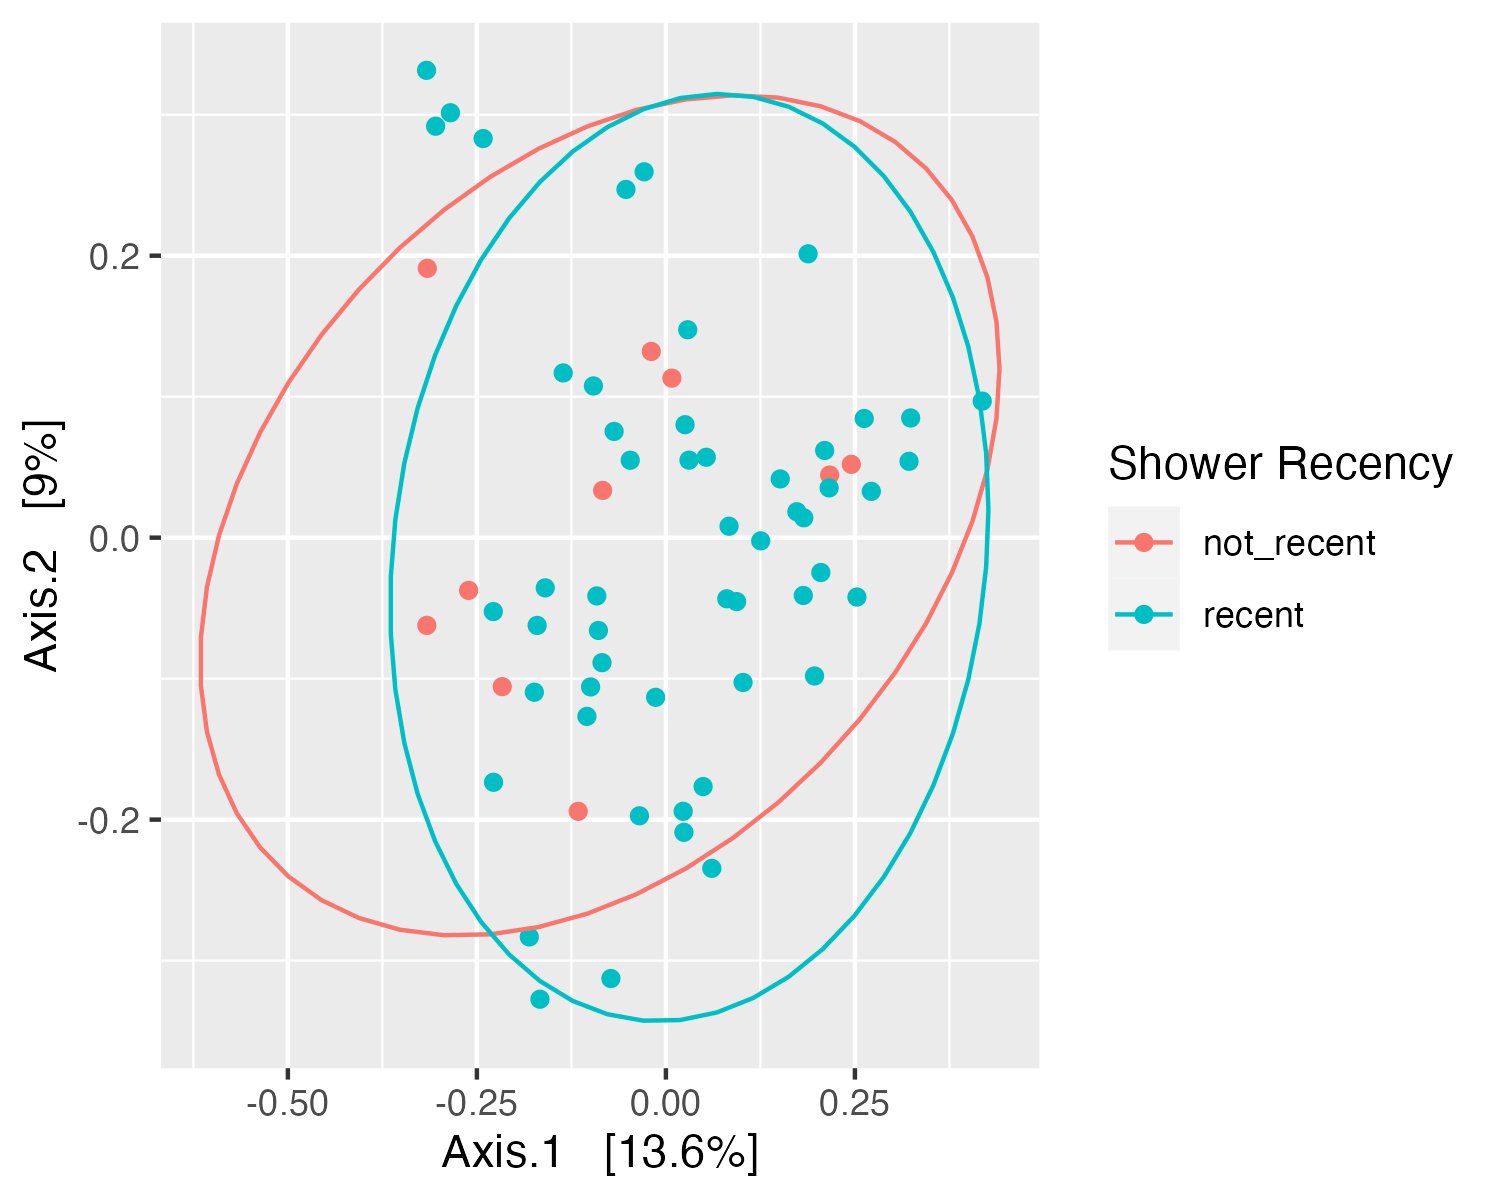 0.2
0.0
-0.2
Axis.2 [9%]
-0.50 -0.25 0.00 0.25
Axis.1 [13.6%]
Shower Recency
not_recent
recent